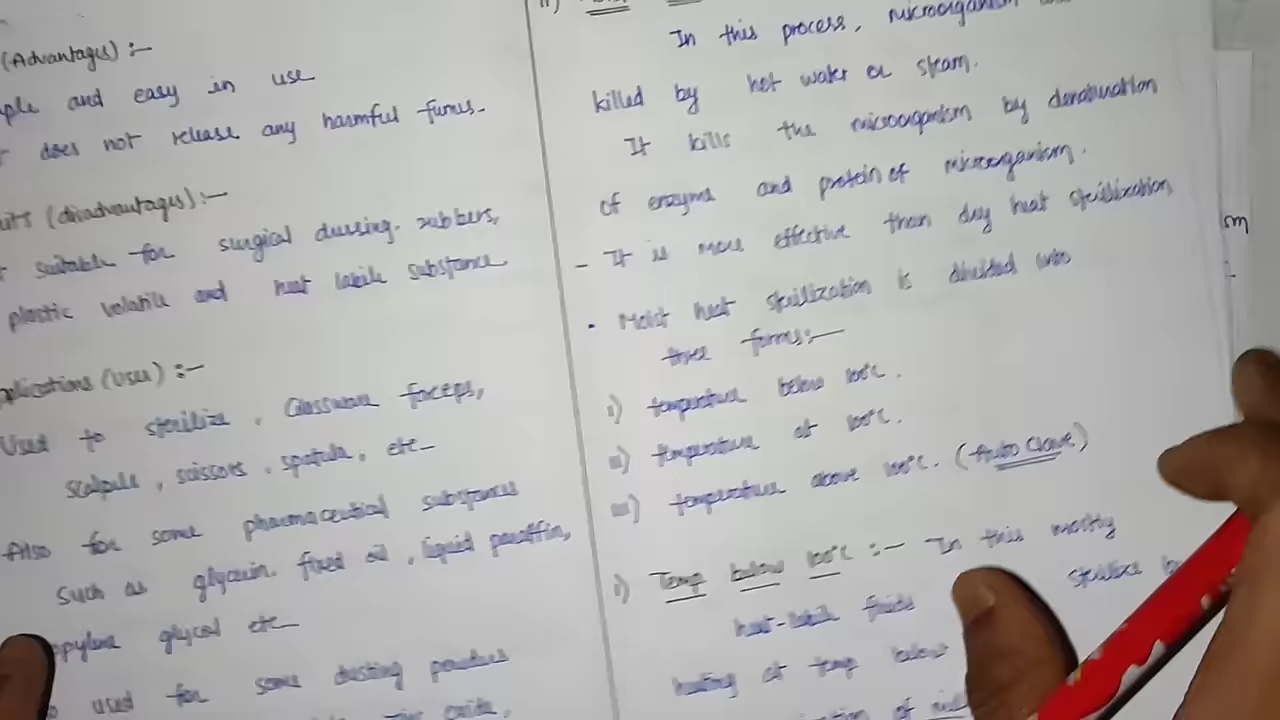 (Advantages) :-
and easy in use
does not release any harmful fumes-
(disadvantages) :-
suitable for surgical dressing. rubbers,
plastic volatile and heat labile substance
(Uses) :-
Used to sterilize, Glassware forceps,
scalpels, scissors, spatula, etc-
Also for some pharmaceutical substance
such as glycerin. fixed oil, liquid paraffin,
glycol etc-
used for some dusting powders
ii)
In this process, microorganism
killed by hot water or steam.
It kills the microorganism by denaturation
of enzyme and protein of microorganism.
- It is more effective than dry heat sterilization
• Moist heat sterilization is divided into
three forms:-
i) temperature below 100°C.
ii) temperature at 100°C.
iii) temperature above 100°C. (Auto Clave)
i) Temp below 100°C :- In this mostly
heat-labile fluids sterilize
heating at temp below
of
sm